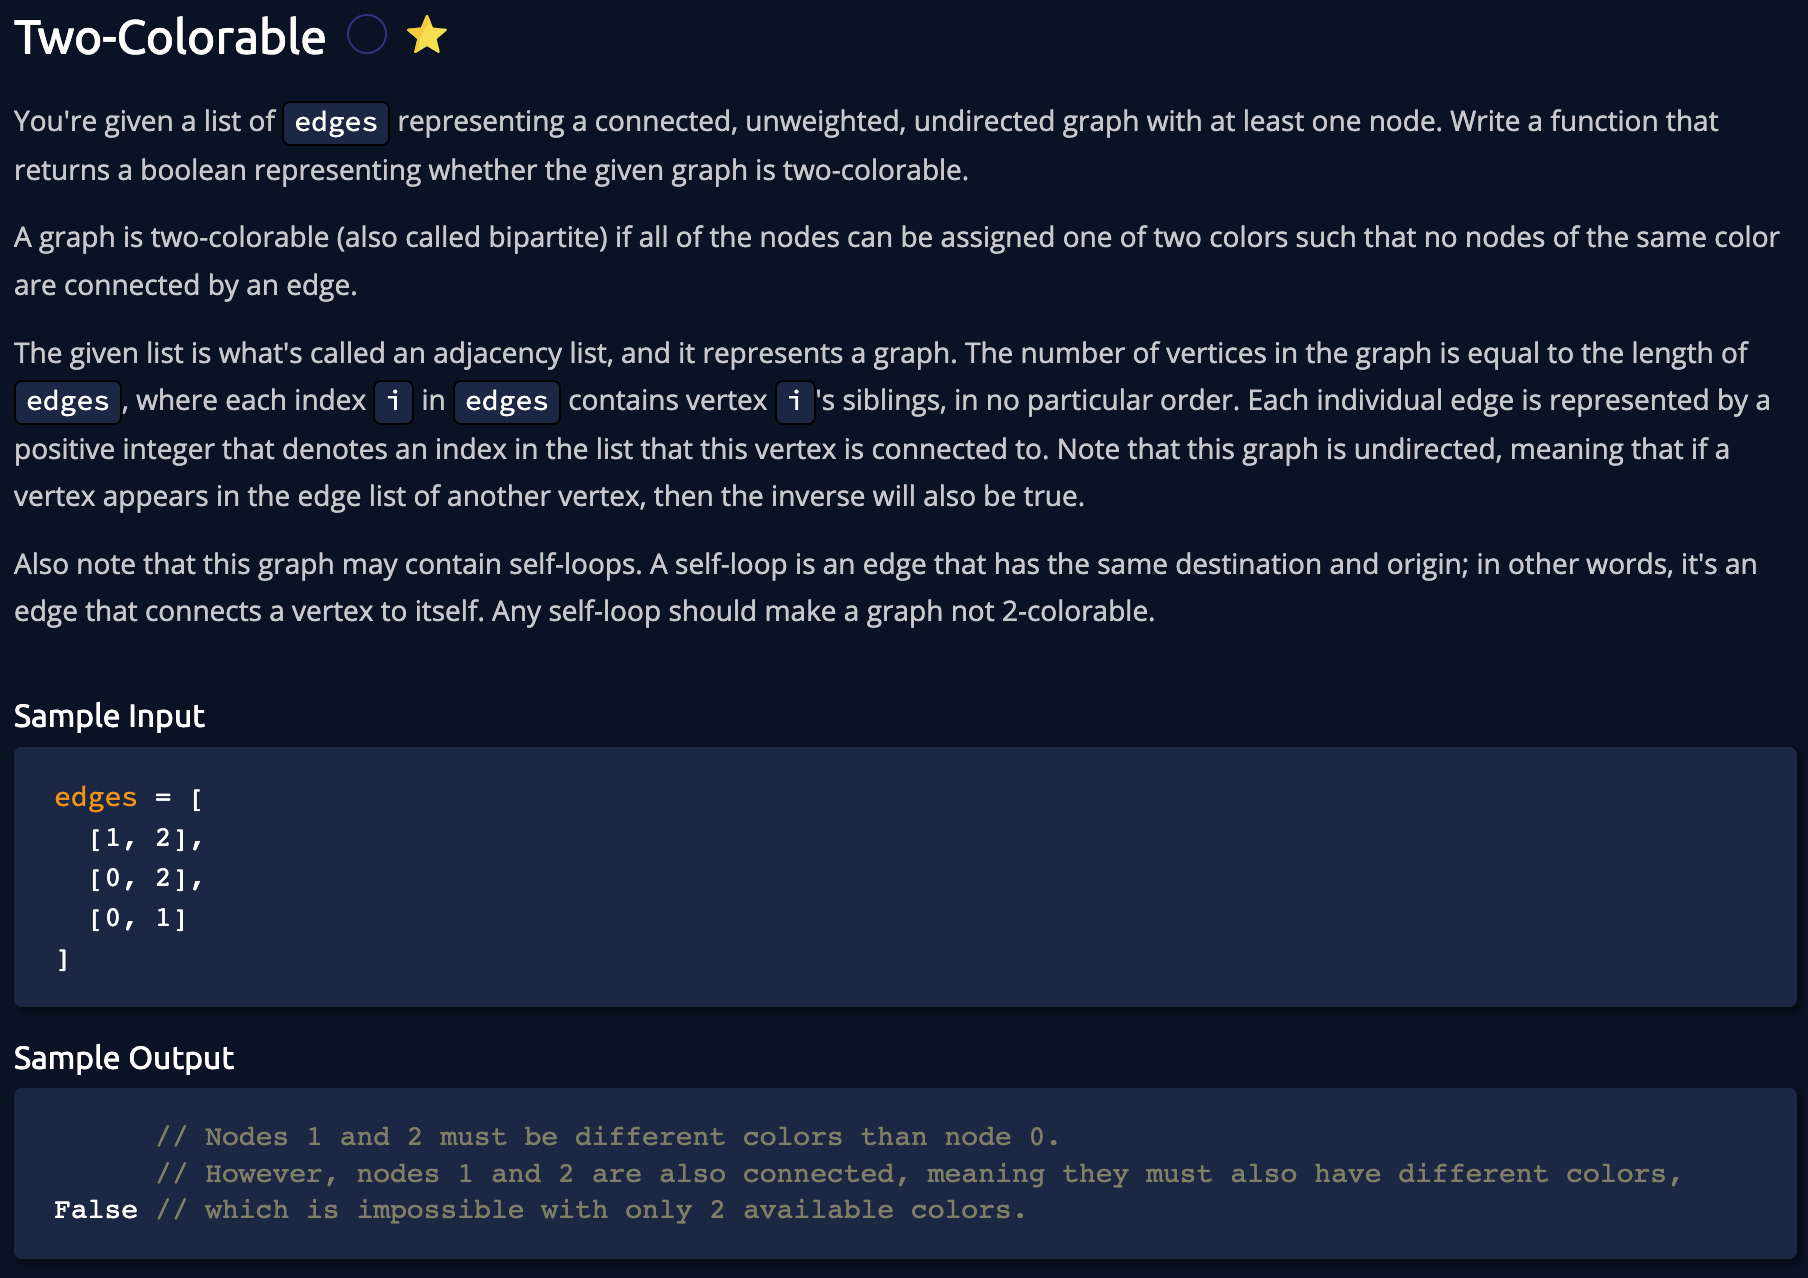 Two-Colorable
You're given a list of edges representing a connected, unweighted, undirected graph with at least one node. Write a function that
returns a boolean representing whether the given graph is two-colorable.
A graph is two-colorable (also called bipartite) if all of the nodes can be assigned one of two colors such that no nodes of the same color
are connected by an edge.
The given list is what's called an adjacency list, and it represents a graph. The number of vertices in the graph is equal to the length of
edges, where each index i in edges contains vertex i's siblings, in no particular order. Each individual edge is represented by a
positive integer that denotes an index in the list that this vertex is connected to. Note that this graph is undirected, meaning that if a
vertex appears in the edge list of another vertex, then the inverse will also be true.
Also note that this graph may contain self-loops. A self-loop is an edge that has the same destination and origin; in other words, it's an
edge that connects a vertex to itself. Any self-loop should make a graph not 2-colorable.
Sample Input
edges = [
  [1, 2],
  [0, 2],
  [0, 1]
]
Sample Output
// Nodes 1 and 2 must be different colors than node 0.
// However, nodes 1 and 2 are also connected, meaning they must also have different colors,
False // which is impossible with only 2 available colors.